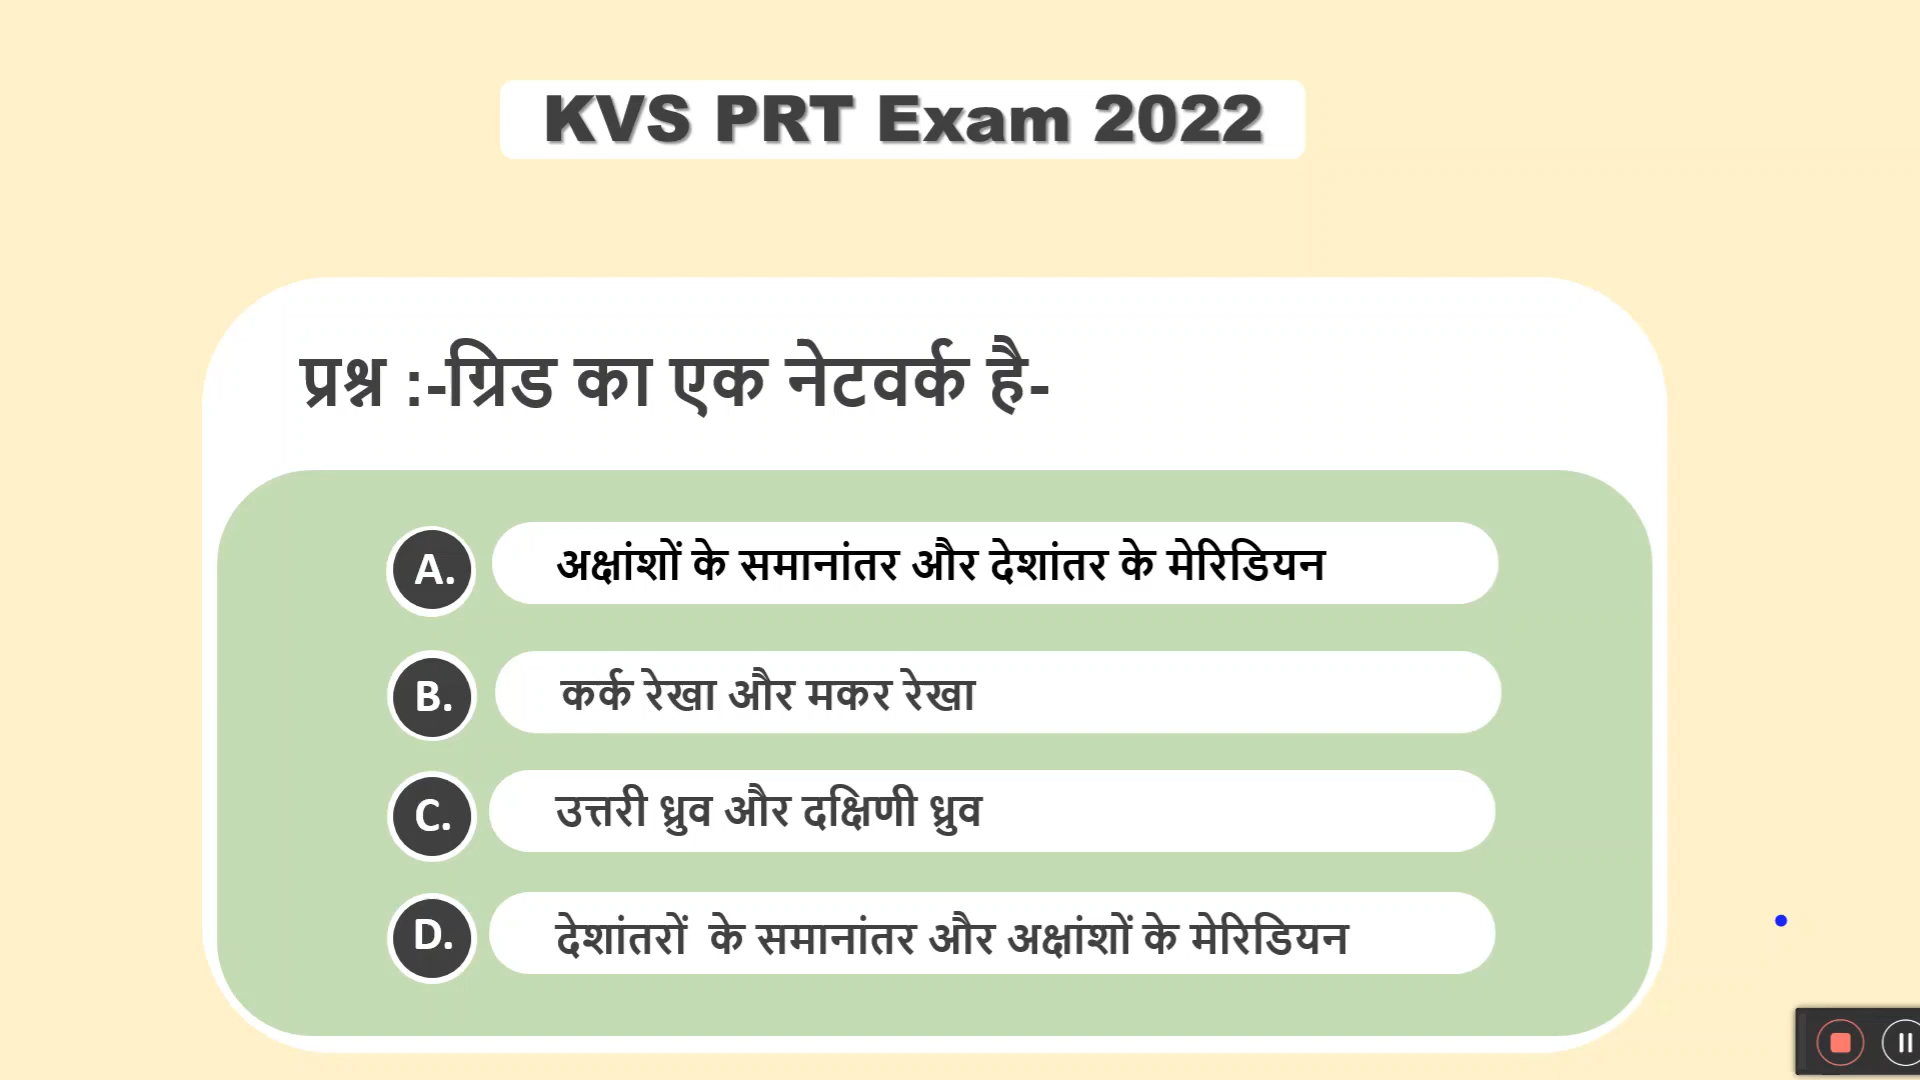 KVS PRT Exam 2022
प्रश्न :-ग्रिड का एक नेटवर्क है-
A. अक्षांशों के समानांतर और देशांतर के मेरिडियन
B. कर्क रेखा और मकर रेखा
C. उत्तरी ध्रुव और दक्षिणी ध्रुव
D. देशांतरों के समानांतर और अक्षांशों के मेरिडियन